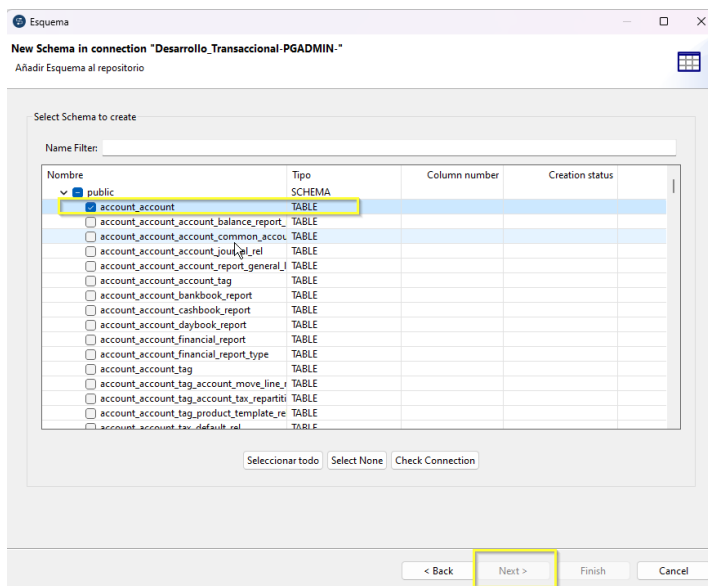 Esquema
New Schema in connection "Desarrollo_Transaccional-PGADMIN-"
Añadir Esquema al repositorio
Select Schema to create
Name Filter:
Nombre Tipo Column number Creation status
public SCHEMA
account_account TABLE
account_account_account_balance_report_ TABLE
account_account_account_common_accou TABLE
account_account_account_journal_rel TABLE
account_account_account_report_general_l TABLE
account_account_account_tag TABLE
account_account_bankbook_report TABLE
account_account_cashbook_report TABLE
account_account_daybook_report TABLE
account_account_financial_report TABLE
account_account_financial_report_type TABLE
account_account_tag TABLE
account_account_tag_account_move_line_r TABLE
account_account_tag_account_tax_repartiti TABLE
account_account_tag_product_template_re TABLE
account_account_tax_default_rel TABLE
Seleccionar todo Select None Check Connection
< Back Next > Finish Cancel